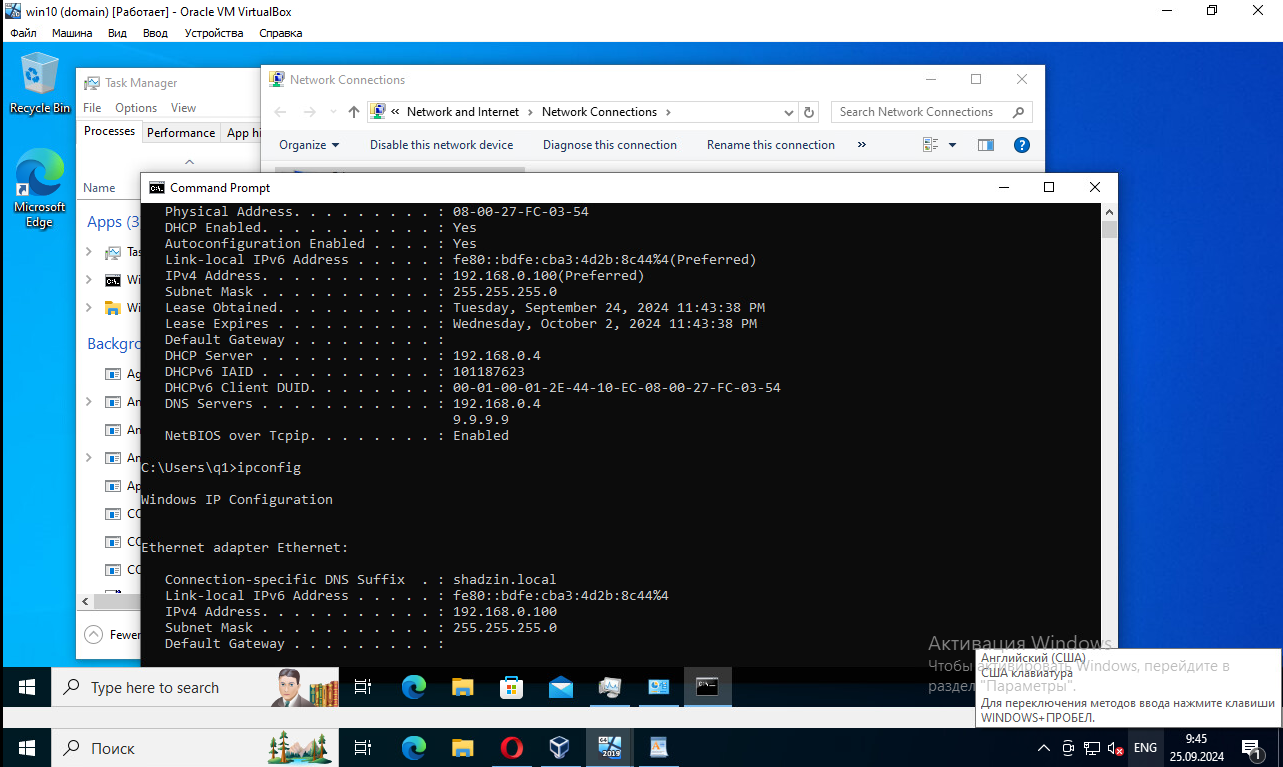 win10 (domain) [Работает] - Oracle VM VirtualBox
Файл Машина Вид Ввод Устройства Справка
Recycle Bin
Microsoft
Edge
Task Manager
File Options View
Processes Performance App hi
Name
Apps (3
Tas
Wi
Wi
Backgro
Ag
An
An
An
Ap
CO
CO
CO
Fewer
Network Connections
« Network and Internet › Network Connections ›
Search Network Connections
Organize Disable this network device Diagnose this connection Rename this connection »
Command Prompt
Physical Address. . . . . . . . . : 08-00-27-FC-03-54
DHCP Enabled. . . . . . . . . . . : Yes
Autoconfiguration Enabled . . . . : Yes
Link-local IPv6 Address . . . . . : fe80::bdfe:cba3:4d2b:8c44%4(Preferred)
IPv4 Address. . . . . . . . . . . : 192.168.0.100(Preferred)
Subnet Mask . . . . . . . . . . . : 255.255.255.0
Lease Obtained. . . . . . . . . . : Tuesday, September 24, 2024 11:43:38 PM
Lease Expires . . . . . . . . . . : Wednesday, October 2, 2024 11:43:38 PM
Default Gateway . . . . . . . . . :
DHCP Server . . . . . . . . . . . : 192.168.0.4
DHCPv6 IAID . . . . . . . . . . . : 101187623
DHCPv6 Client DUID. . . . . . . . : 00-01-00-01-2E-44-10-EC-08-00-27-FC-03-54
DNS Servers . . . . . . . . . . . : 192.168.0.4
9.9.9.9
NetBIOS over Tcpip. . . . . . . . : Enabled
C:\Users\q1>ipconfig
Windows IP Configuration
Ethernet adapter Ethernet:
Connection-specific DNS Suffix . : shadzin.local
Link-local IPv6 Address . . . . . : fe80::bdfe:cba3:4d2b:8c44%4
IPv4 Address. . . . . . . . . . . : 192.168.0.100
Subnet Mask . . . . . . . . . . . : 255.255.255.0
Default Gateway . . . . . . . . . :
Активация Windows
Чтобы активировать Windows, перейдите в
раздел "Параметры".
Английский (США)
США клавиатура
Для переключения методов ввода нажмите клавиши
WINDOWS+ПРОБЕЛ.
Type here to search
Поиск
2019
ENG
9:45
25.09.2024
1